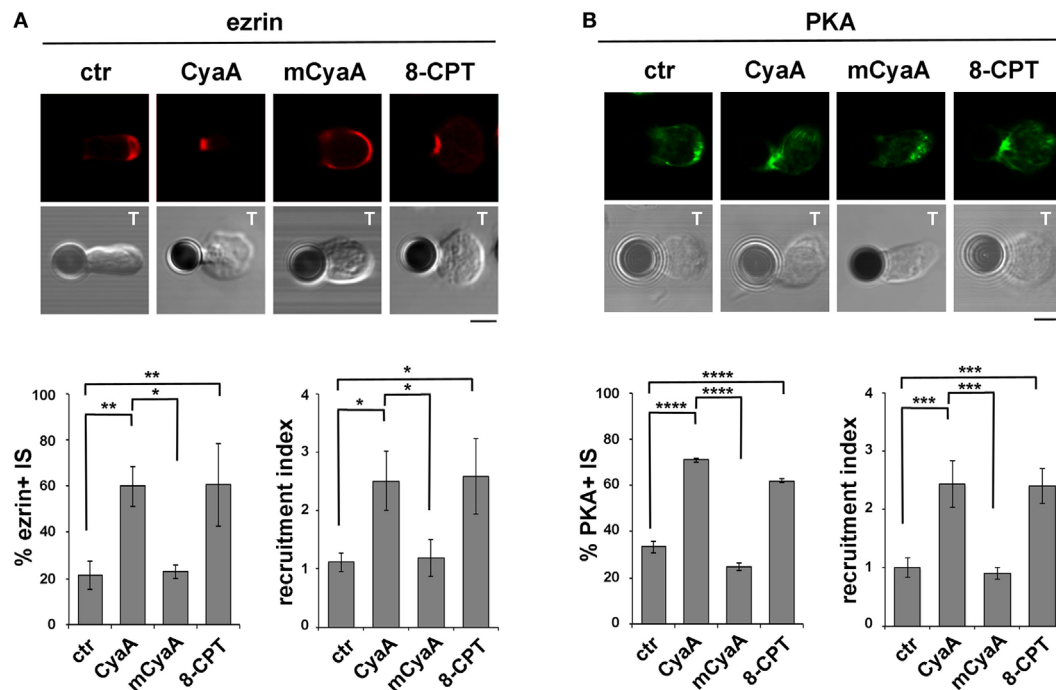 A
ezrin
ctr CyaA mCyaA 8-CPT
T T T T
**
**
*
100
80
60
40
20
0
% ezrin+ IS
ctr CyaA mCyaA 8-CPT
*
*
*
4
3
2
1
0
recruitment index
ctr CyaA mCyaA 8-CPT
B
PKA
ctr CyaA mCyaA 8-CPT
T T T T
****
****
****
100
80
60
40
20
0
% PKA+ IS
ctr CyaA mCyaA 8-CPT
***
***
***
4
3
2
1
0
recruitment index
ctr CyaA mCyaA 8-CPT